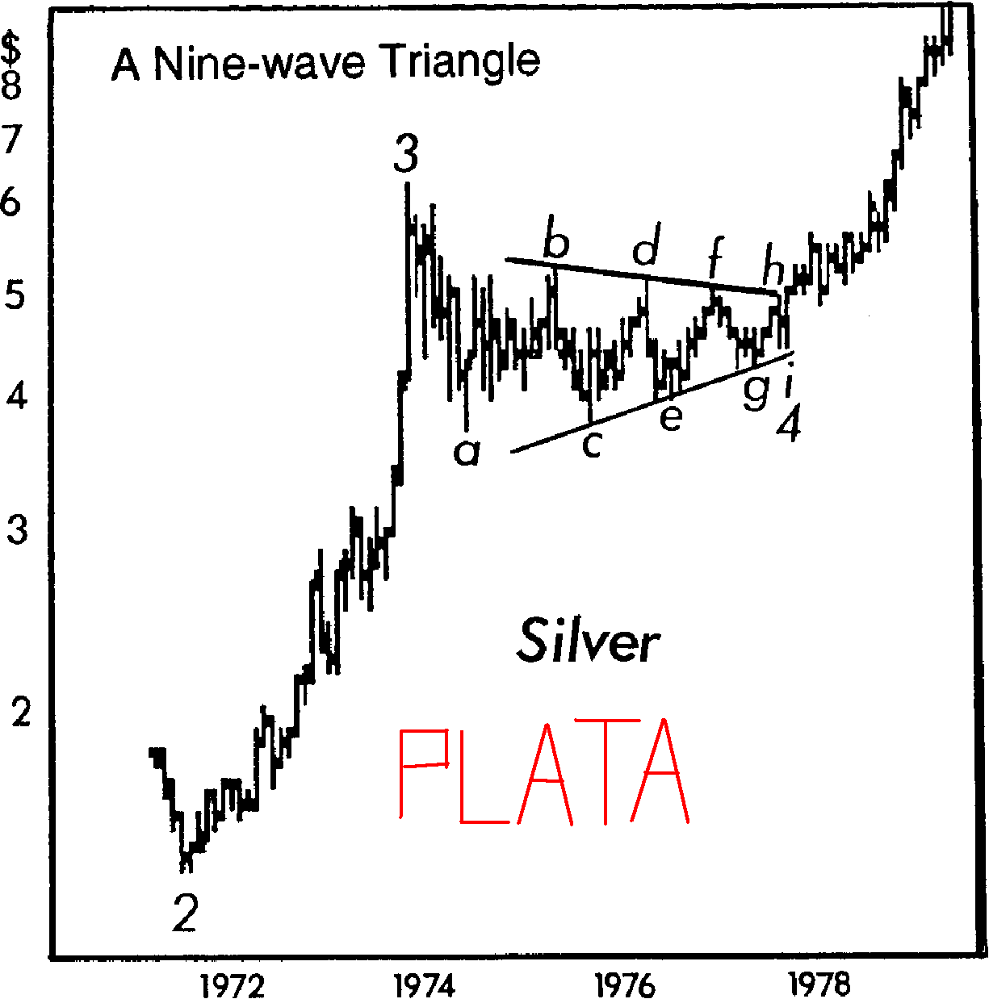 $
A Nine-wave Triangle
8
7
3
6
b
d
f
h
5
4
g
i
e
4
c
a
3
Silver
2
PLATA
2
1972 1974 1976 1978